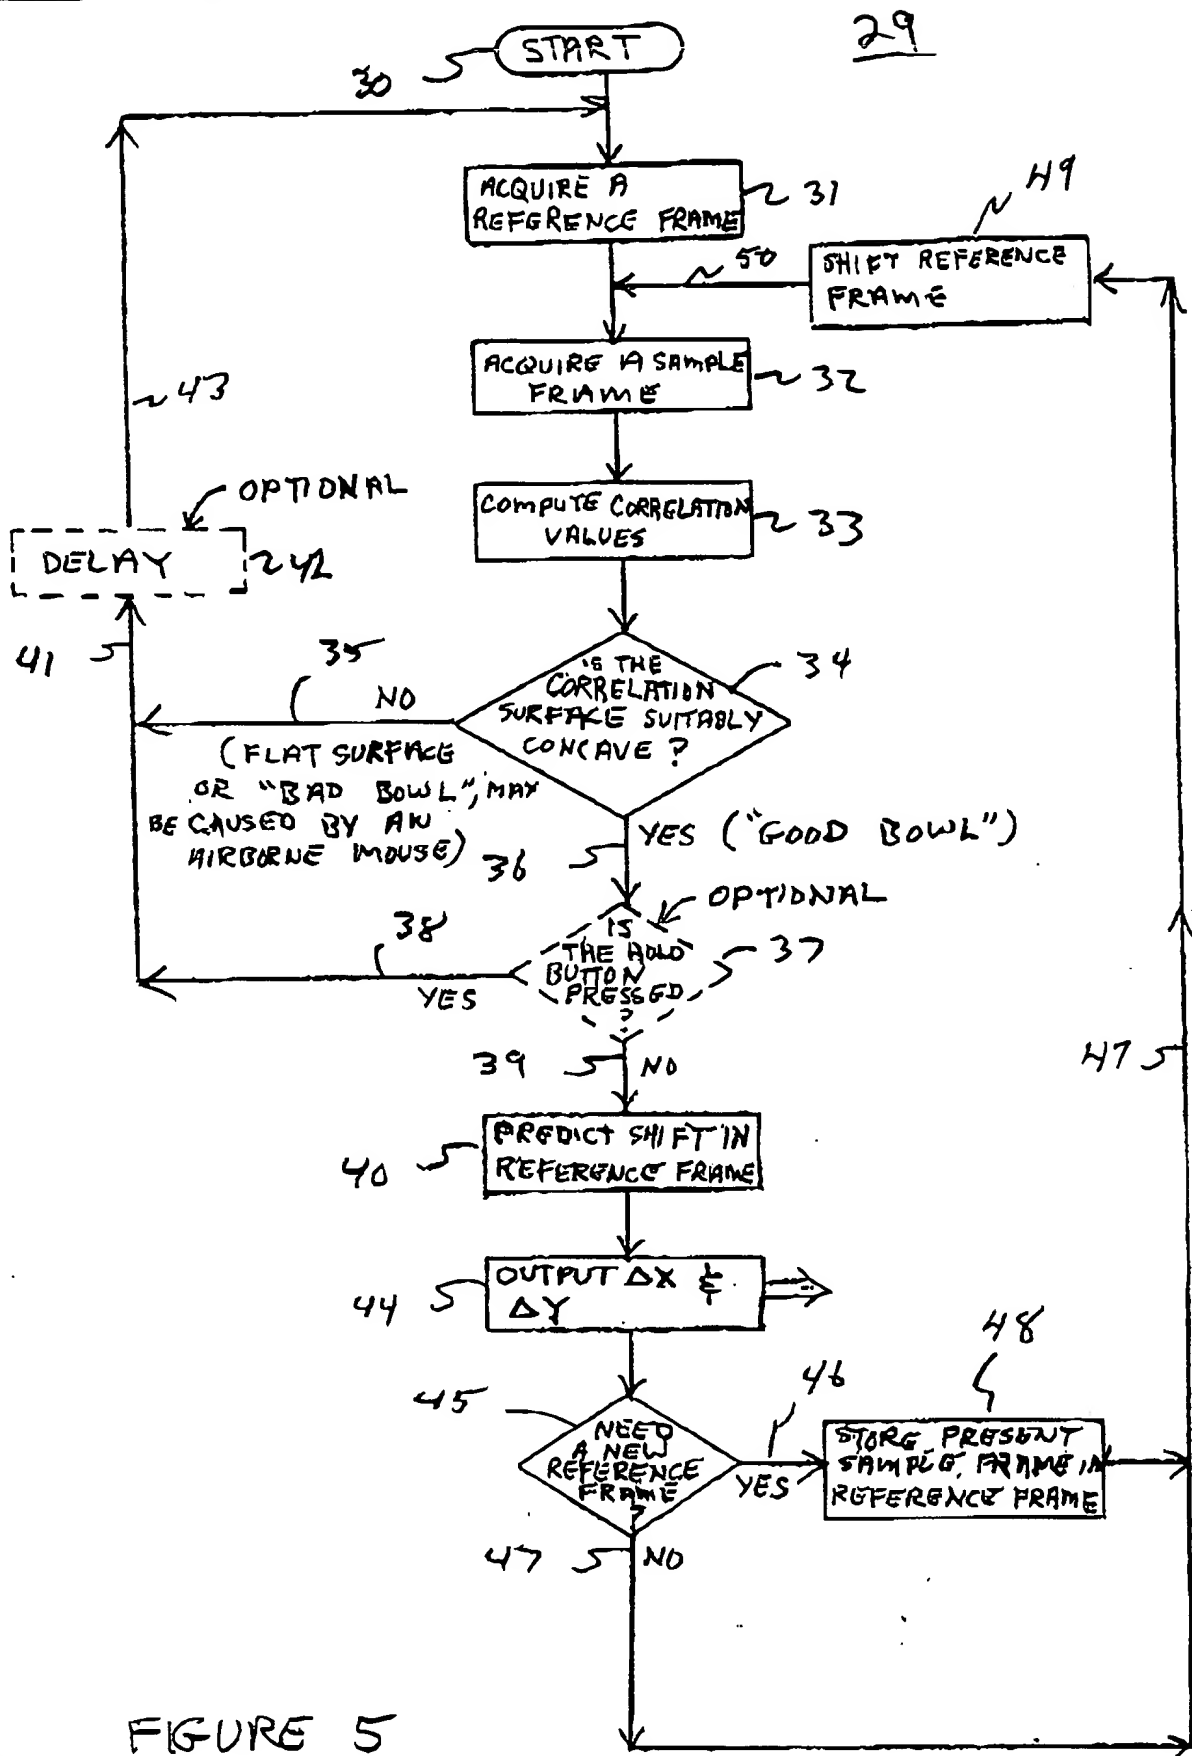 29
START
30
ACQUIRE A
REFERENCE FRAME
31
49
50
SHIFT REFERENCE
FRAME
ACQUIRE A SAMPLE
FRAME
32
43
OPTIONAL
COMPUTE CORRELATION
VALUES
33
DELAY
42
41
35
NO
IS THE
CORRELATION
SURFACE SUITABLY
CONCAVE ?
34
(FLAT SURFACE
OR "BAD BOWL", MAY
BE CAUSED BY AN
AIRBORNE MOUSE)
36
YES ("GOOD BOWL")
OPTIONAL
38
YES
IS
THE HOLD
BUTTON
PRESSED
?
37
39
NO
47
PREDICT SHIFT IN
REFERENCE FRAME
40
OUTPUT ΔX &
ΔY
44
48
45
46
NEED
A NEW
REFERENCE
FRAME
?
YES
STORE PRESENT
SAMPLE FRAME IN
REFERENCE FRAME
47
NO
FIGURE 5